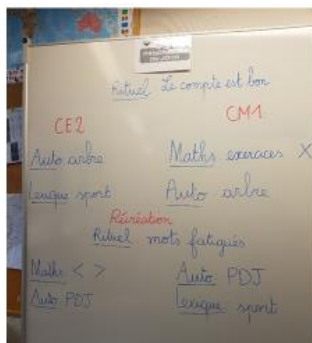 Rituel Le compte est bon
CE2
CM1
Auto arbre
Maths exercices X
Lexique sport
Auto arbre
Récréation
Rituel mots fatigués
Maths < >
Auto PDJ
Auto PDJ
Lexique sport